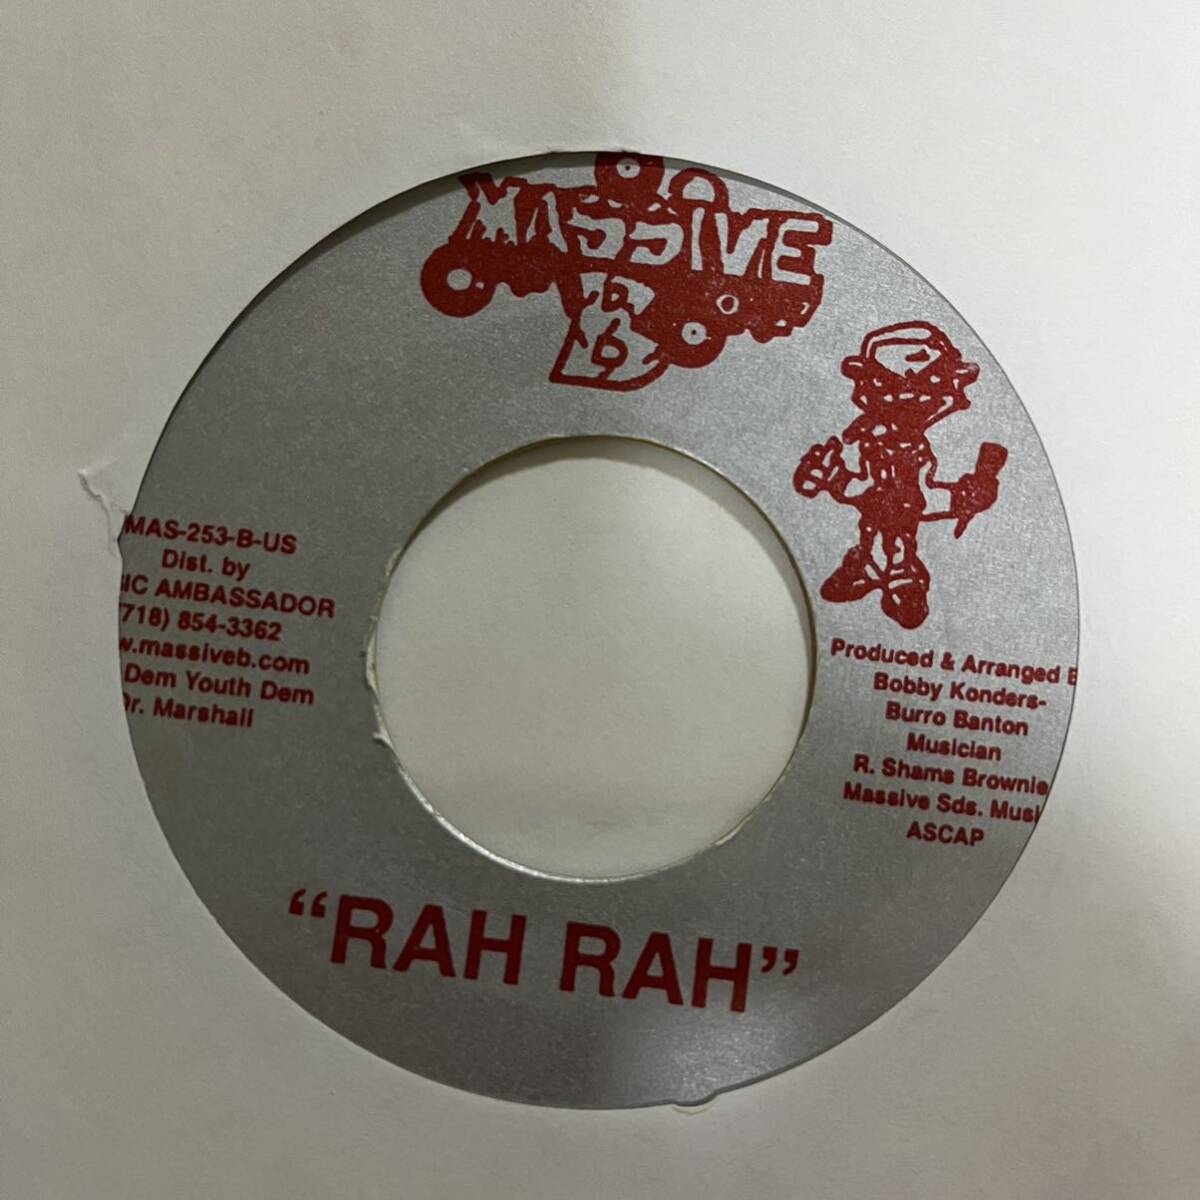 MASSIVE
B
MAS-253-B-US
Dist. by
IC AMBASSADOR
718) 854-3362
w.massiveb.com
Dem Youth Dem
Dr. Marshall
Produced & Arranged B
Bobby Konders-
Burro Banton
Musician
R. Shams Brownie
Massive Sds. Musi
ASCAP
"RAH RAH"